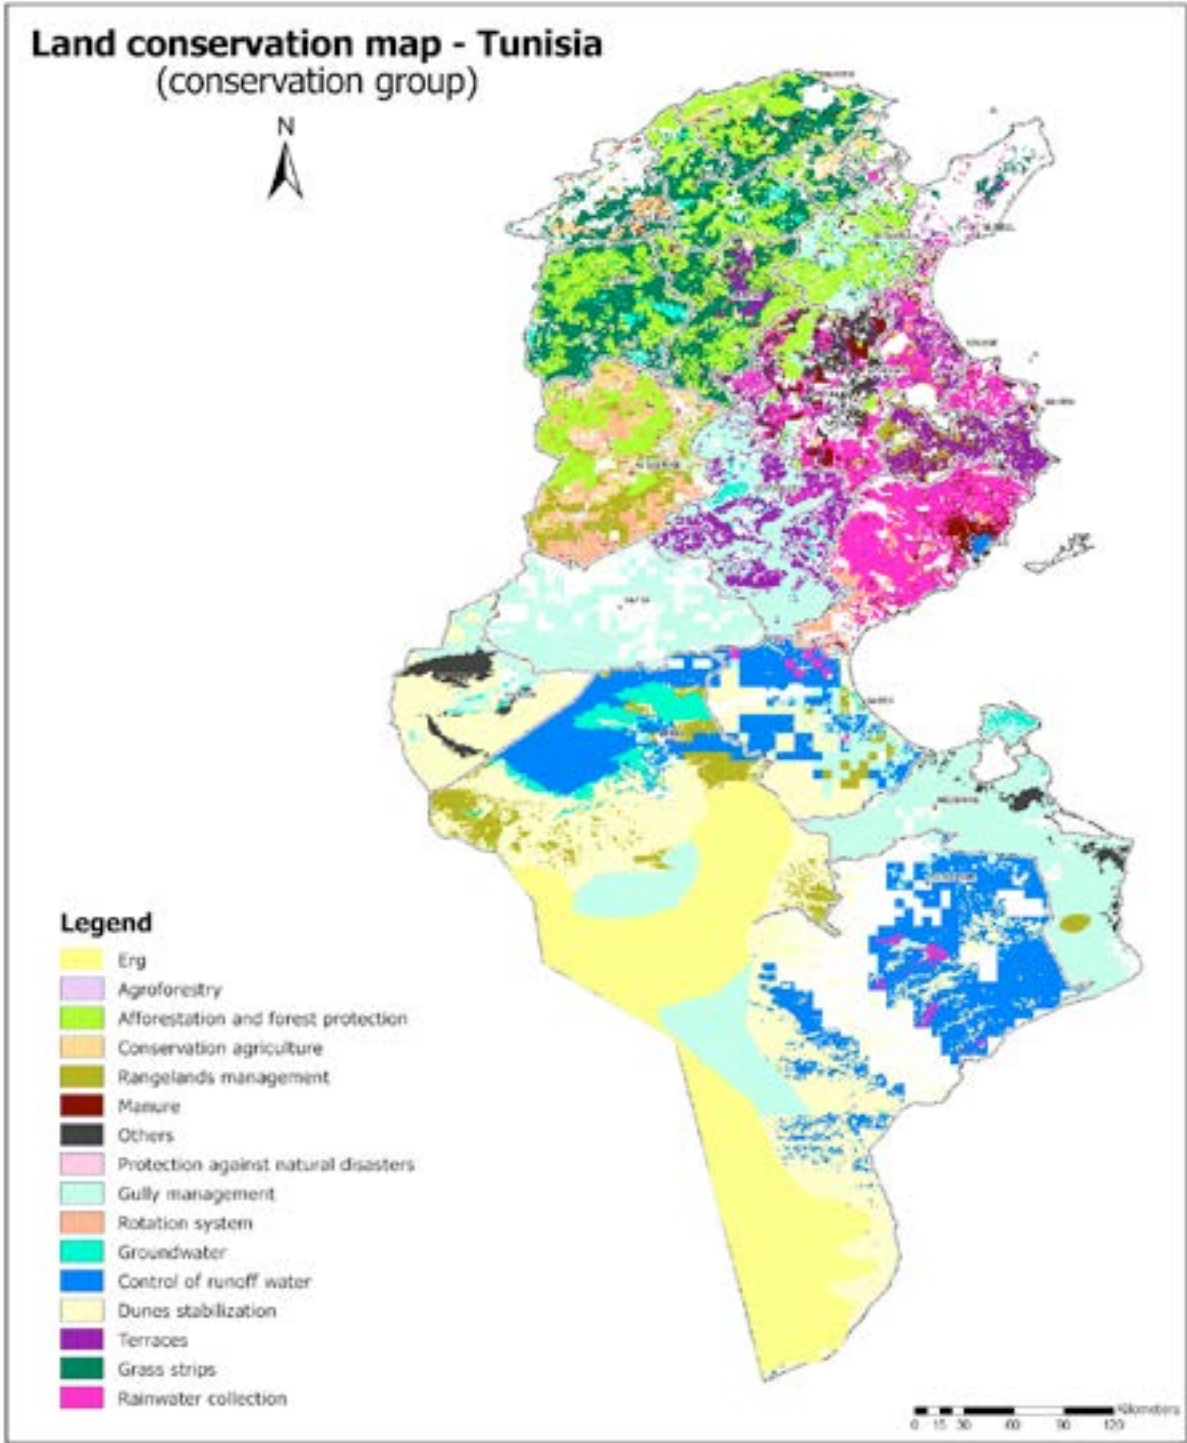 Land conservation map - Tunisia
(conservation group)
N
Legend
Erg
Agroforestry
Afforestation and forest protection
Conservation agriculture
Rangelands management
Manure
Others
Protection against natural disasters
Gully management
Rotation system
Groundwater
Control of runoff water
Dunes stabilization
Terraces
Grass strips
Rainwater collection
Kilometers
0 15 30 60 90 120